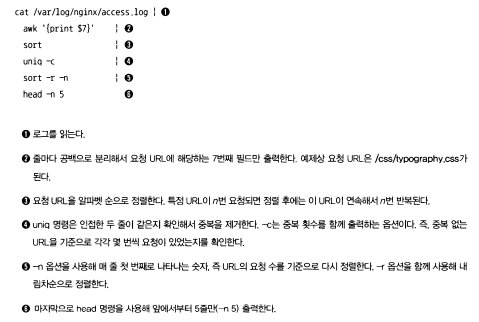 cat /var/log/nginx/access.log | ❶
awk '{print $7}' | ❷
sort | ❸
uniq -c | ❹
sort -r -n | ❺
head -n 5 ❻
❶ 로그를 읽는다.
❷ 줄마다 공백으로 분리해서 요청 URL에 해당하는 7번째 필드만 출력한다. 예제상 요청 URL은 /css/typography.css가
된다.
❸ 요청 URL을 알파벳 순으로 정렬한다. 특정 URL이 n번 요청되면 정렬 후에는 이 URL이 연속해서 n번 반복된다.
❹ uniq 명령은 인접한 두 줄이 같은지 확인해서 중복을 제거한다. -c는 중복 횟수를 함께 출력하는 옵션이다. 즉, 중복 없는
URL을 기준으로 각각 몇 번씩 요청이 있었는지를 확인한다.
❺ -n 옵션을 사용해 매 줄 첫 번째로 나타나는 숫자, 즉 URL의 요청 수를 기준으로 다시 정렬한다. -r 옵션을 함께 사용해 내
림차순으로 정렬한다.
❻ 마지막으로 head 명령을 사용해 앞에서부터 5줄만(-n 5) 출력한다.